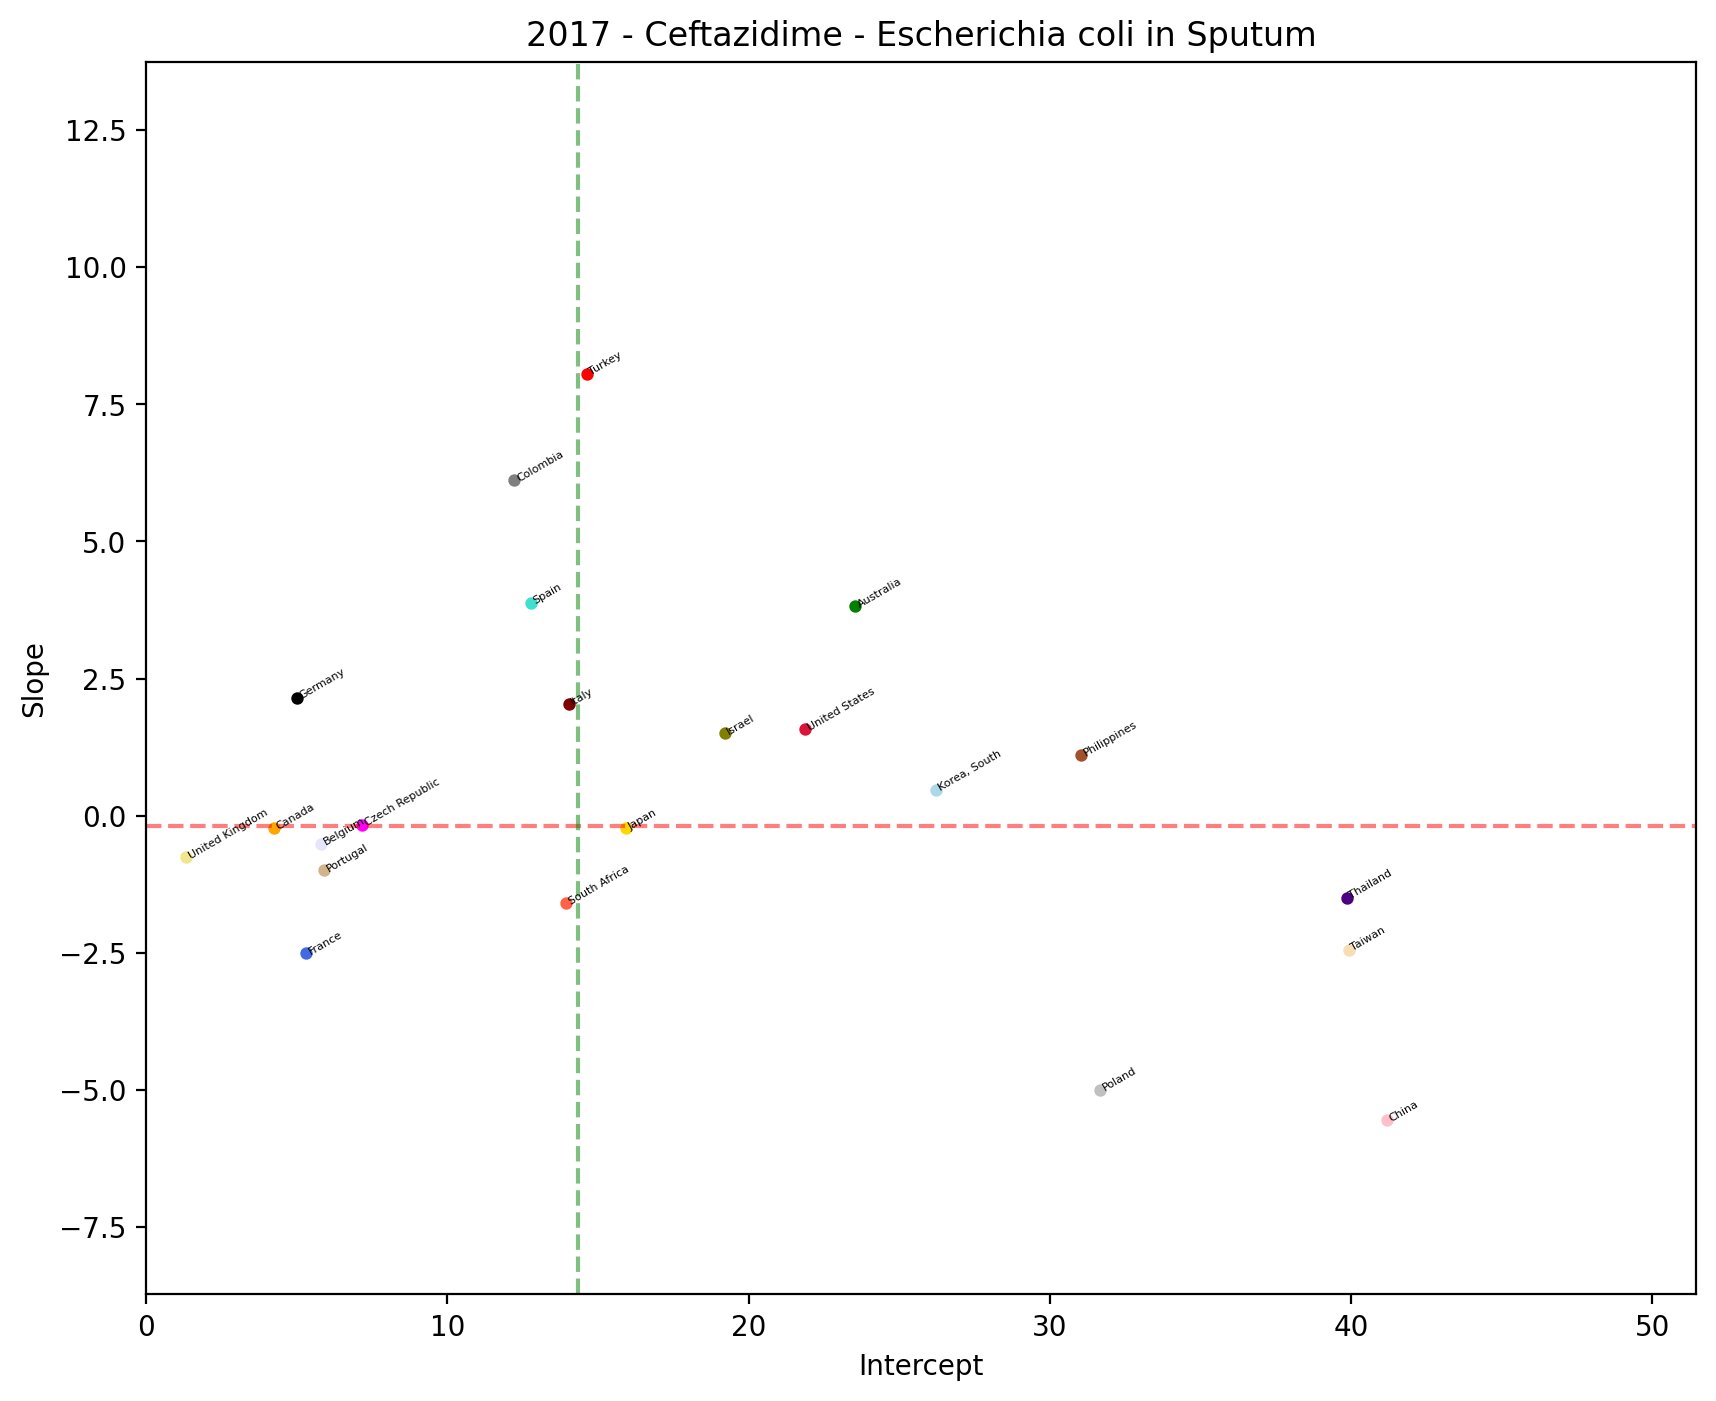 2017 - Ceftazidime - Escherichia coli in Sputum
12.5
10.0
7.5
5.0
2.5
0.0
−2.5
−5.0
−7.5
Slope
Turkey
Colombia
Spain
Australia
Germany
Italy
Israel
United States
Philippines
Korea, South
United Kingdom
Canada
Belgium
Czech Republic
Japan
Portugal
South Africa
France
Thailand
Taiwan
Poland
China
0
10
20
30
40
50
Intercept